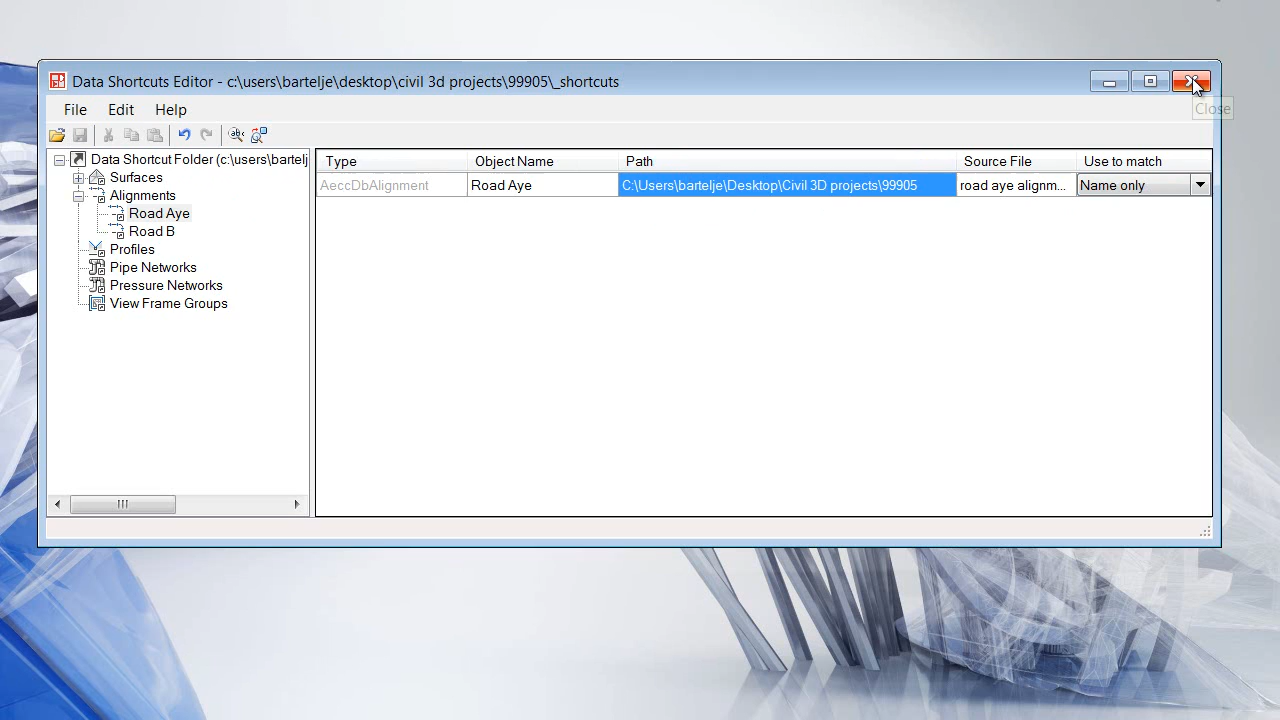 Data Shortcuts Editor - c:\users\bartelje\desktop\civil 3d projects\99905\_shortcuts
Close
File Edit Help
Data Shortcut Folder (c:\users\bartelj
Surfaces
Alignments
Road Aye
Road B
Profiles
Pipe Networks
Pressure Networks
View Frame Groups
Type Object Name Path Source File Use to match
AeccDbAlignment Road Aye C:\Users\bartelje\Desktop\Civil 3D projects\99905 road aye alignm... Name only